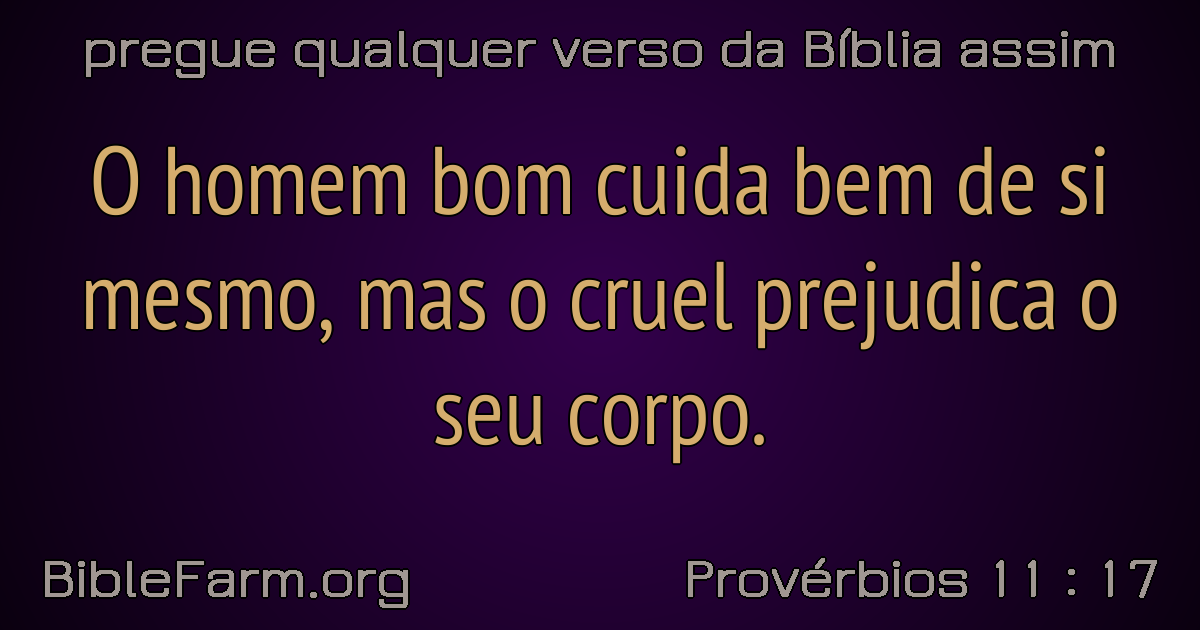 pregue qualquer verso da Bíblia assim
O homem bom cuida bem de si
mesmo, mas o cruel prejudica o
seu corpo.
BibleFarm.org
Provérbios 11 : 17